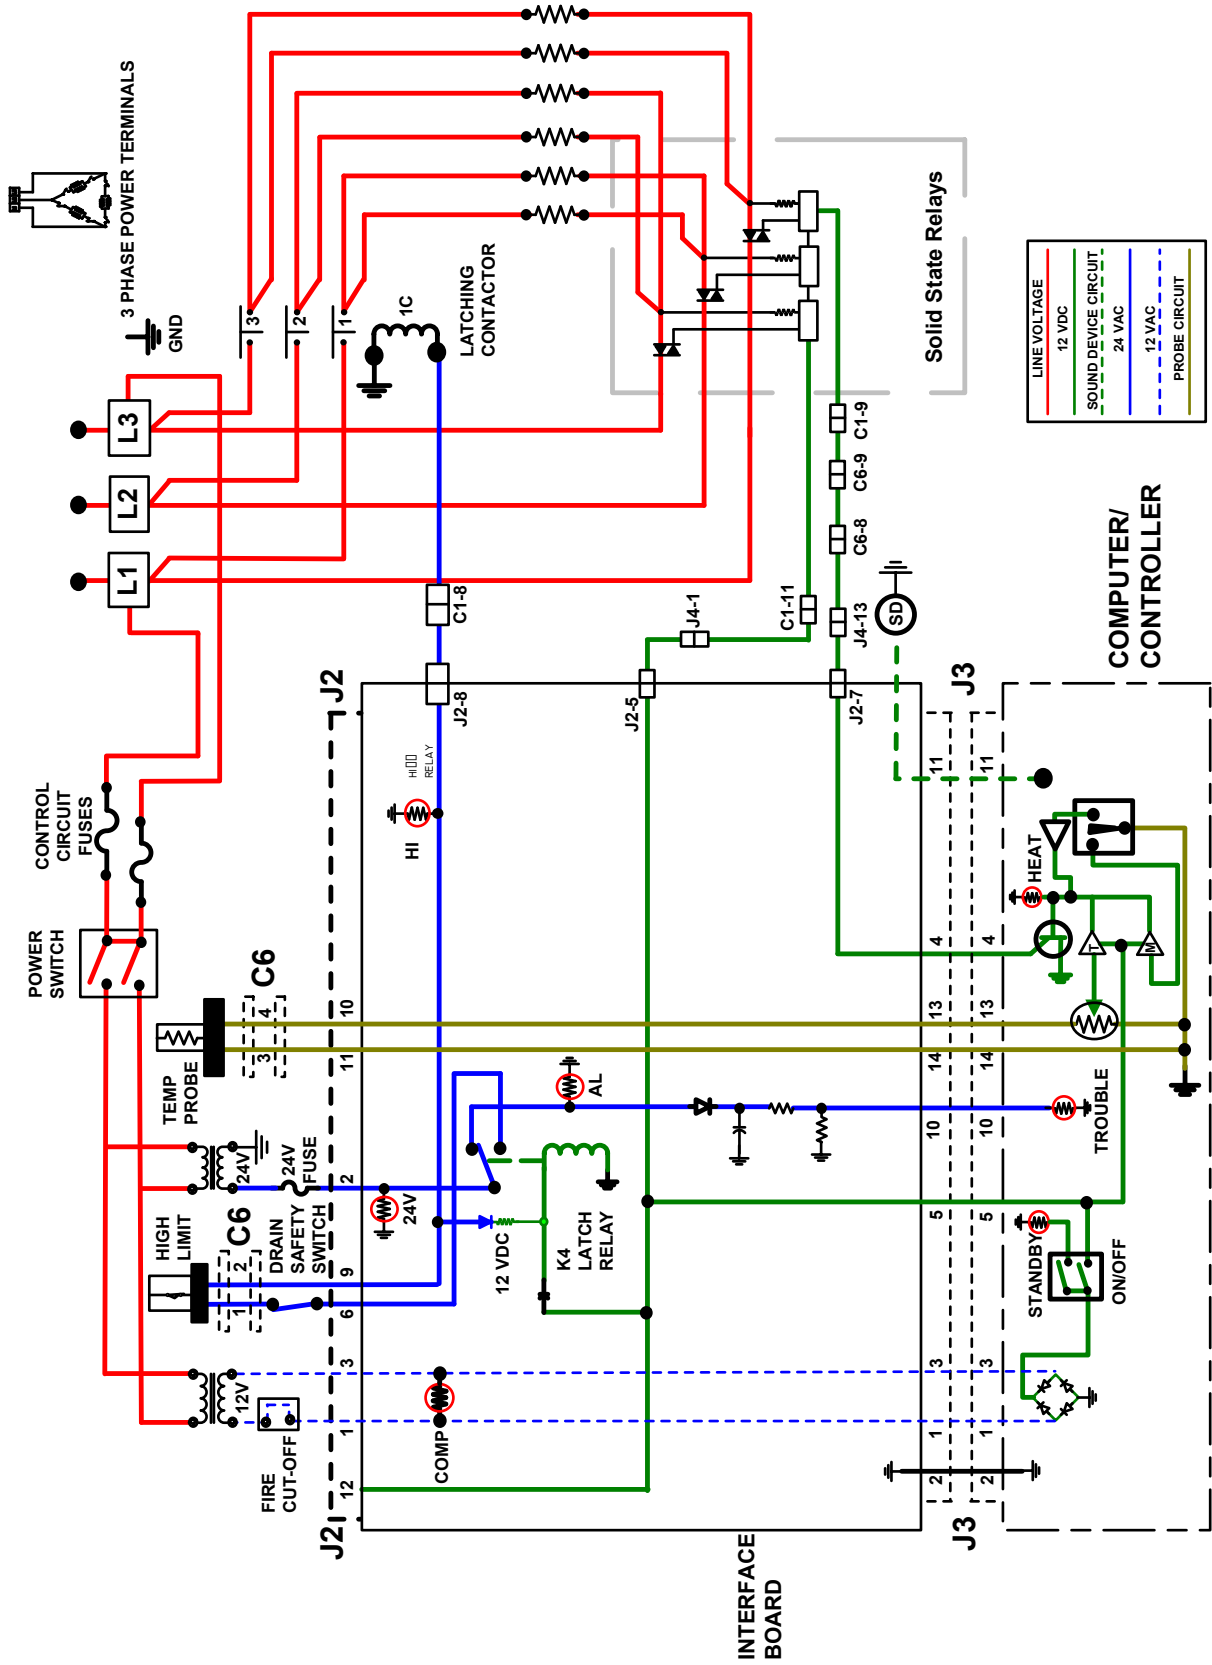 3 PHASE POWER TERMINALS
GND
L3
L2
L1
3
2
1
1C
LATCHING
CONTACTOR
CONTROL
CIRCUIT
FUSES
POWER
SWITCH
TEMP
PROBE
C6
4
3
24V
24V
FUSE
HIGH
LIMIT
C6
2
1
DRAIN
SAFETY
SWITCH
12V
FIRE
CUT-OFF
J2
10
11
2
9
6
3
1
12
J2
HI
HI
RELAY
J2-8
C1-8
24V
AL
12 VDC
K4
LATCH
RELAY
COMP
J2-5
J4-1
C1-11
J2-7
J4-13
C6-8
C6-9
C1-9
SD
Solid State Relays
LINE VOLTAGE
12 VDC
SOUND DEVICE CIRCUIT
24 VAC
12 VAC
PROBE CIRCUIT
INTERFACE
BOARD
J3
11
4
13
14
10
5
3
1
2
11
4
13
14
10
5
3
1
2
J3
COMPUTER/
CONTROLLER
HEAT
T
M
TROUBLE
STANDBY
ON/OFF